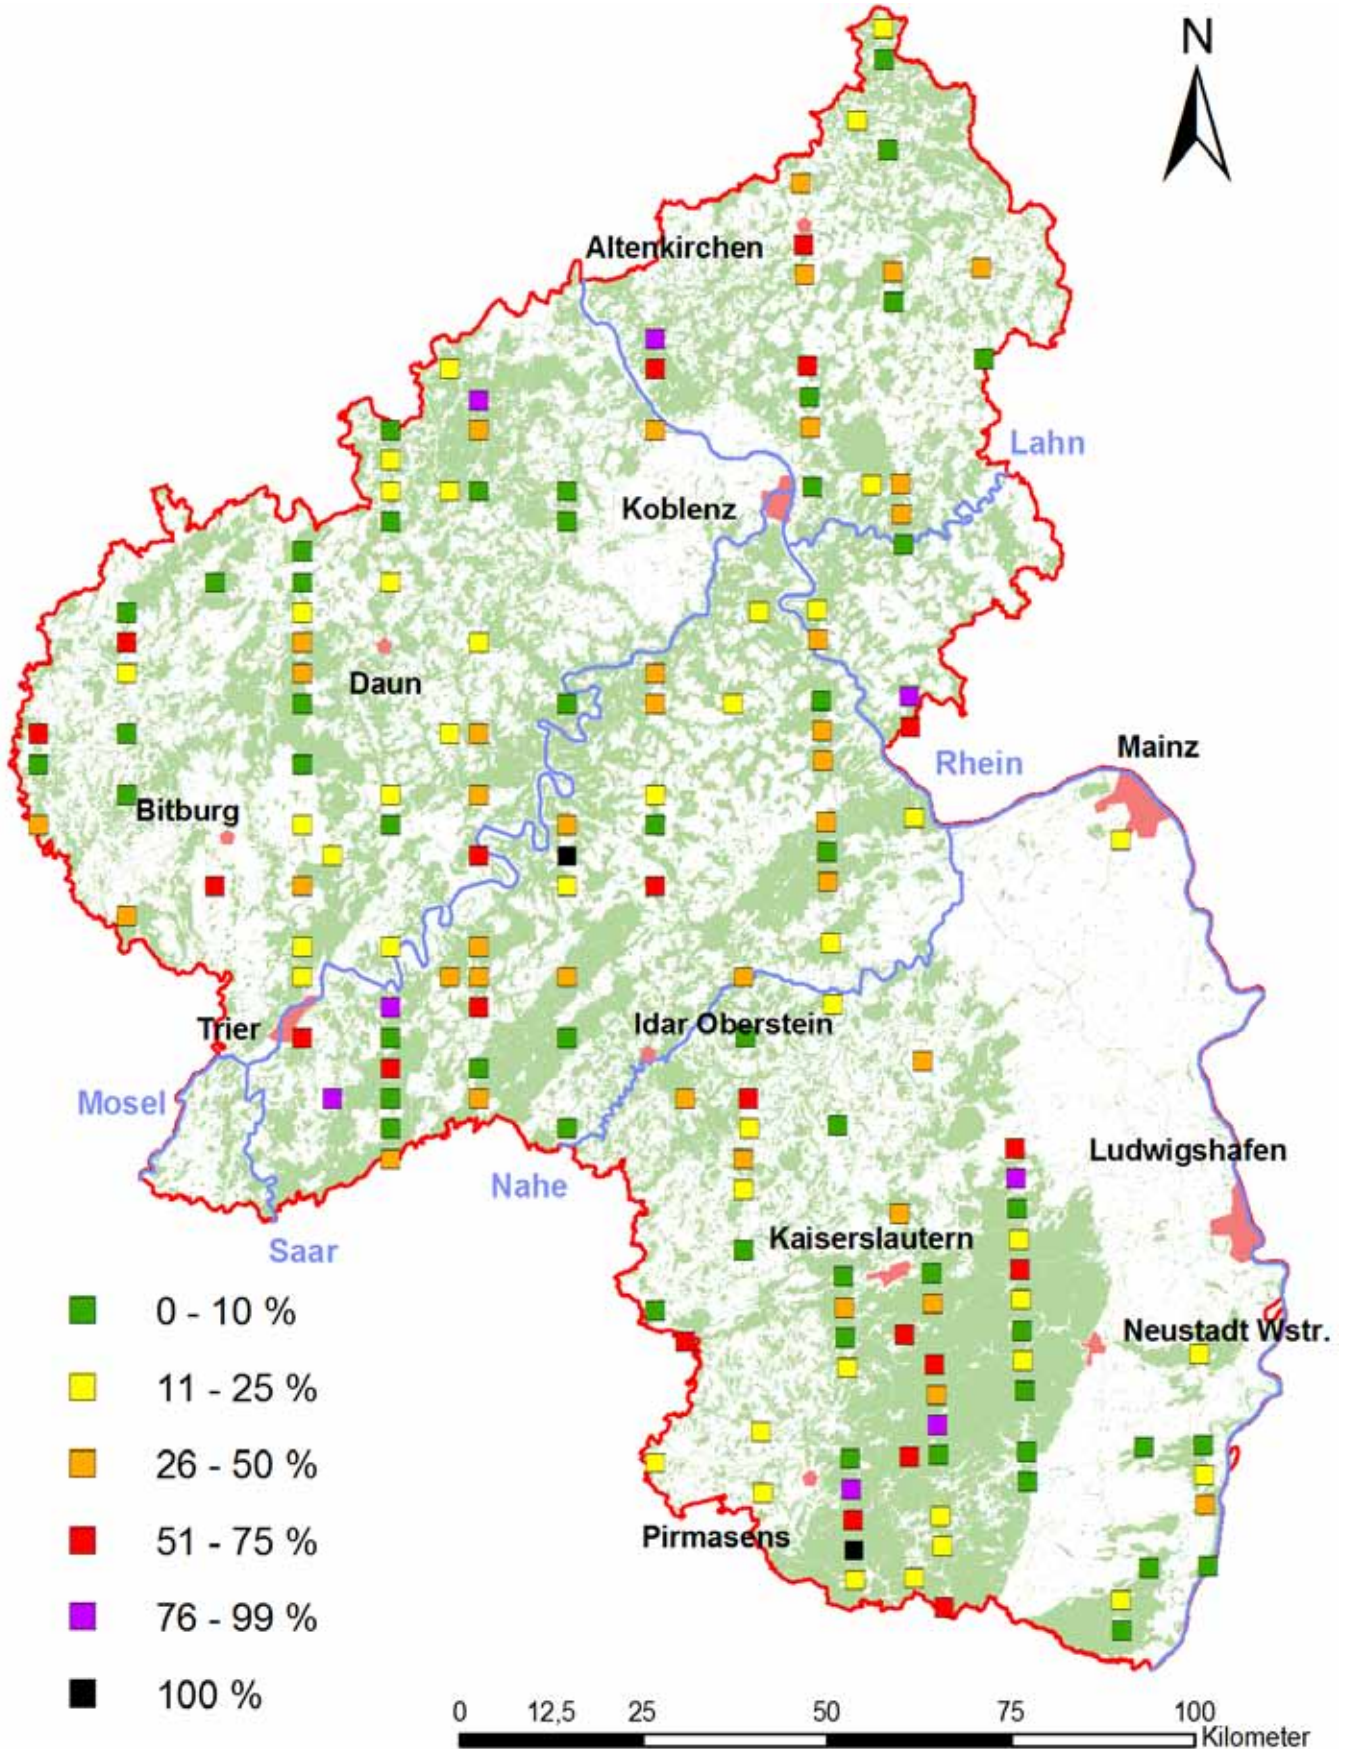 N
Altenkirchen
Lahn
Koblenz
Daun
Mainz
Rhein
Bitburg
Trier
Idar Oberstein
Mosel
Ludwigshafen
Nahe
Kaiserslautern
Saar
0 - 10 %
Neustadt Wstr.
11 - 25 %
26 - 50 %
Pirmasens
51 - 75 %
76 - 99 %
100 %
0 12,5 25 50 75 100
Kilometer